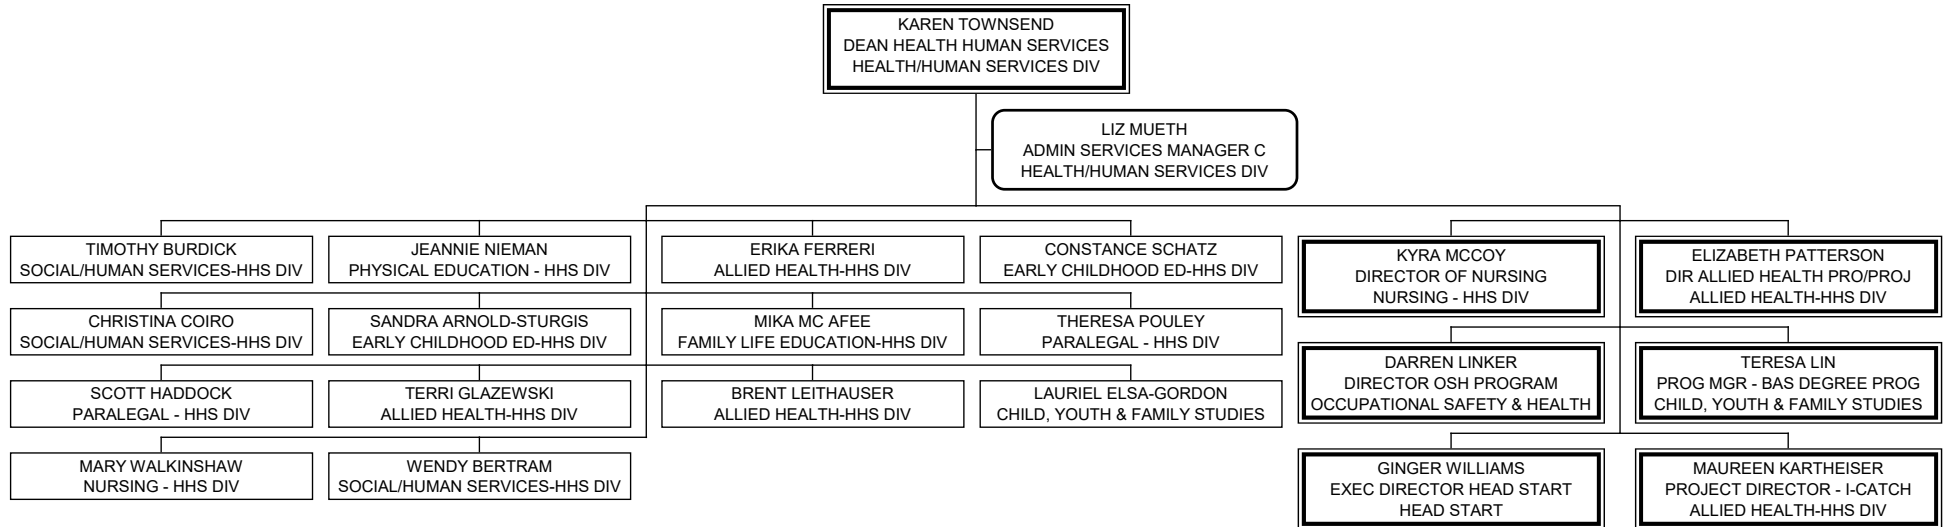 KAREN TOWNSEND
DEAN HEALTH HUMAN SERVICES
HEALTH/HUMAN SERVICES DIV
LIZ MUETH
ADMIN SERVICES MANAGER C
HEALTH/HUMAN SERVICES DIV
TIMOTHY BURDICK
SOCIAL/HUMAN SERVICES-HHS DIV
JEANNIE NIEMAN
PHYSICAL EDUCATION - HHS DIV
ERIKA FERRERI
ALLIED HEALTH-HHS DIV
CONSTANCE SCHATZ
EARLY CHILDHOOD ED-HHS DIV
CHRISTINA COIRO
SOCIAL/HUMAN SERVICES-HHS DIV
SANDRA ARNOLD-STURGIS
EARLY CHILDHOOD ED-HHS DIV
MIKA MC AFEE
FAMILY LIFE EDUCATION-HHS DIV
THERESA POULEY
PARALEGAL - HHS DIV
SCOTT HADDOCK
PARALEGAL - HHS DIV
TERRI GLAZEWSKI
ALLIED HEALTH-HHS DIV
BRENT LEITHAUSER
ALLIED HEALTH-HHS DIV
LAURIEL ELSA-GORDON
CHILD, YOUTH & FAMILY STUDIES
MARY WALKINSHAW
NURSING - HHS DIV
WENDY BERTRAM
SOCIAL/HUMAN SERVICES-HHS DIV
KYRA MCCOY
DIRECTOR OF NURSING
NURSING - HHS DIV
ELIZABETH PATTERSON
DIR ALLIED HEALTH PRO/PROJ
ALLIED HEALTH-HHS DIV
DARREN LINKER
DIRECTOR OSH PROGRAM
OCCUPATIONAL SAFETY & HEALTH
TERESA LIN
PROG MGR - BAS DEGREE PROG
CHILD, YOUTH & FAMILY STUDIES
GINGER WILLIAMS
EXEC DIRECTOR HEAD START
HEAD START
MAUREEN KARTHEISER
PROJECT DIRECTOR - I-CATCH
ALLIED HEALTH-HHS DIV